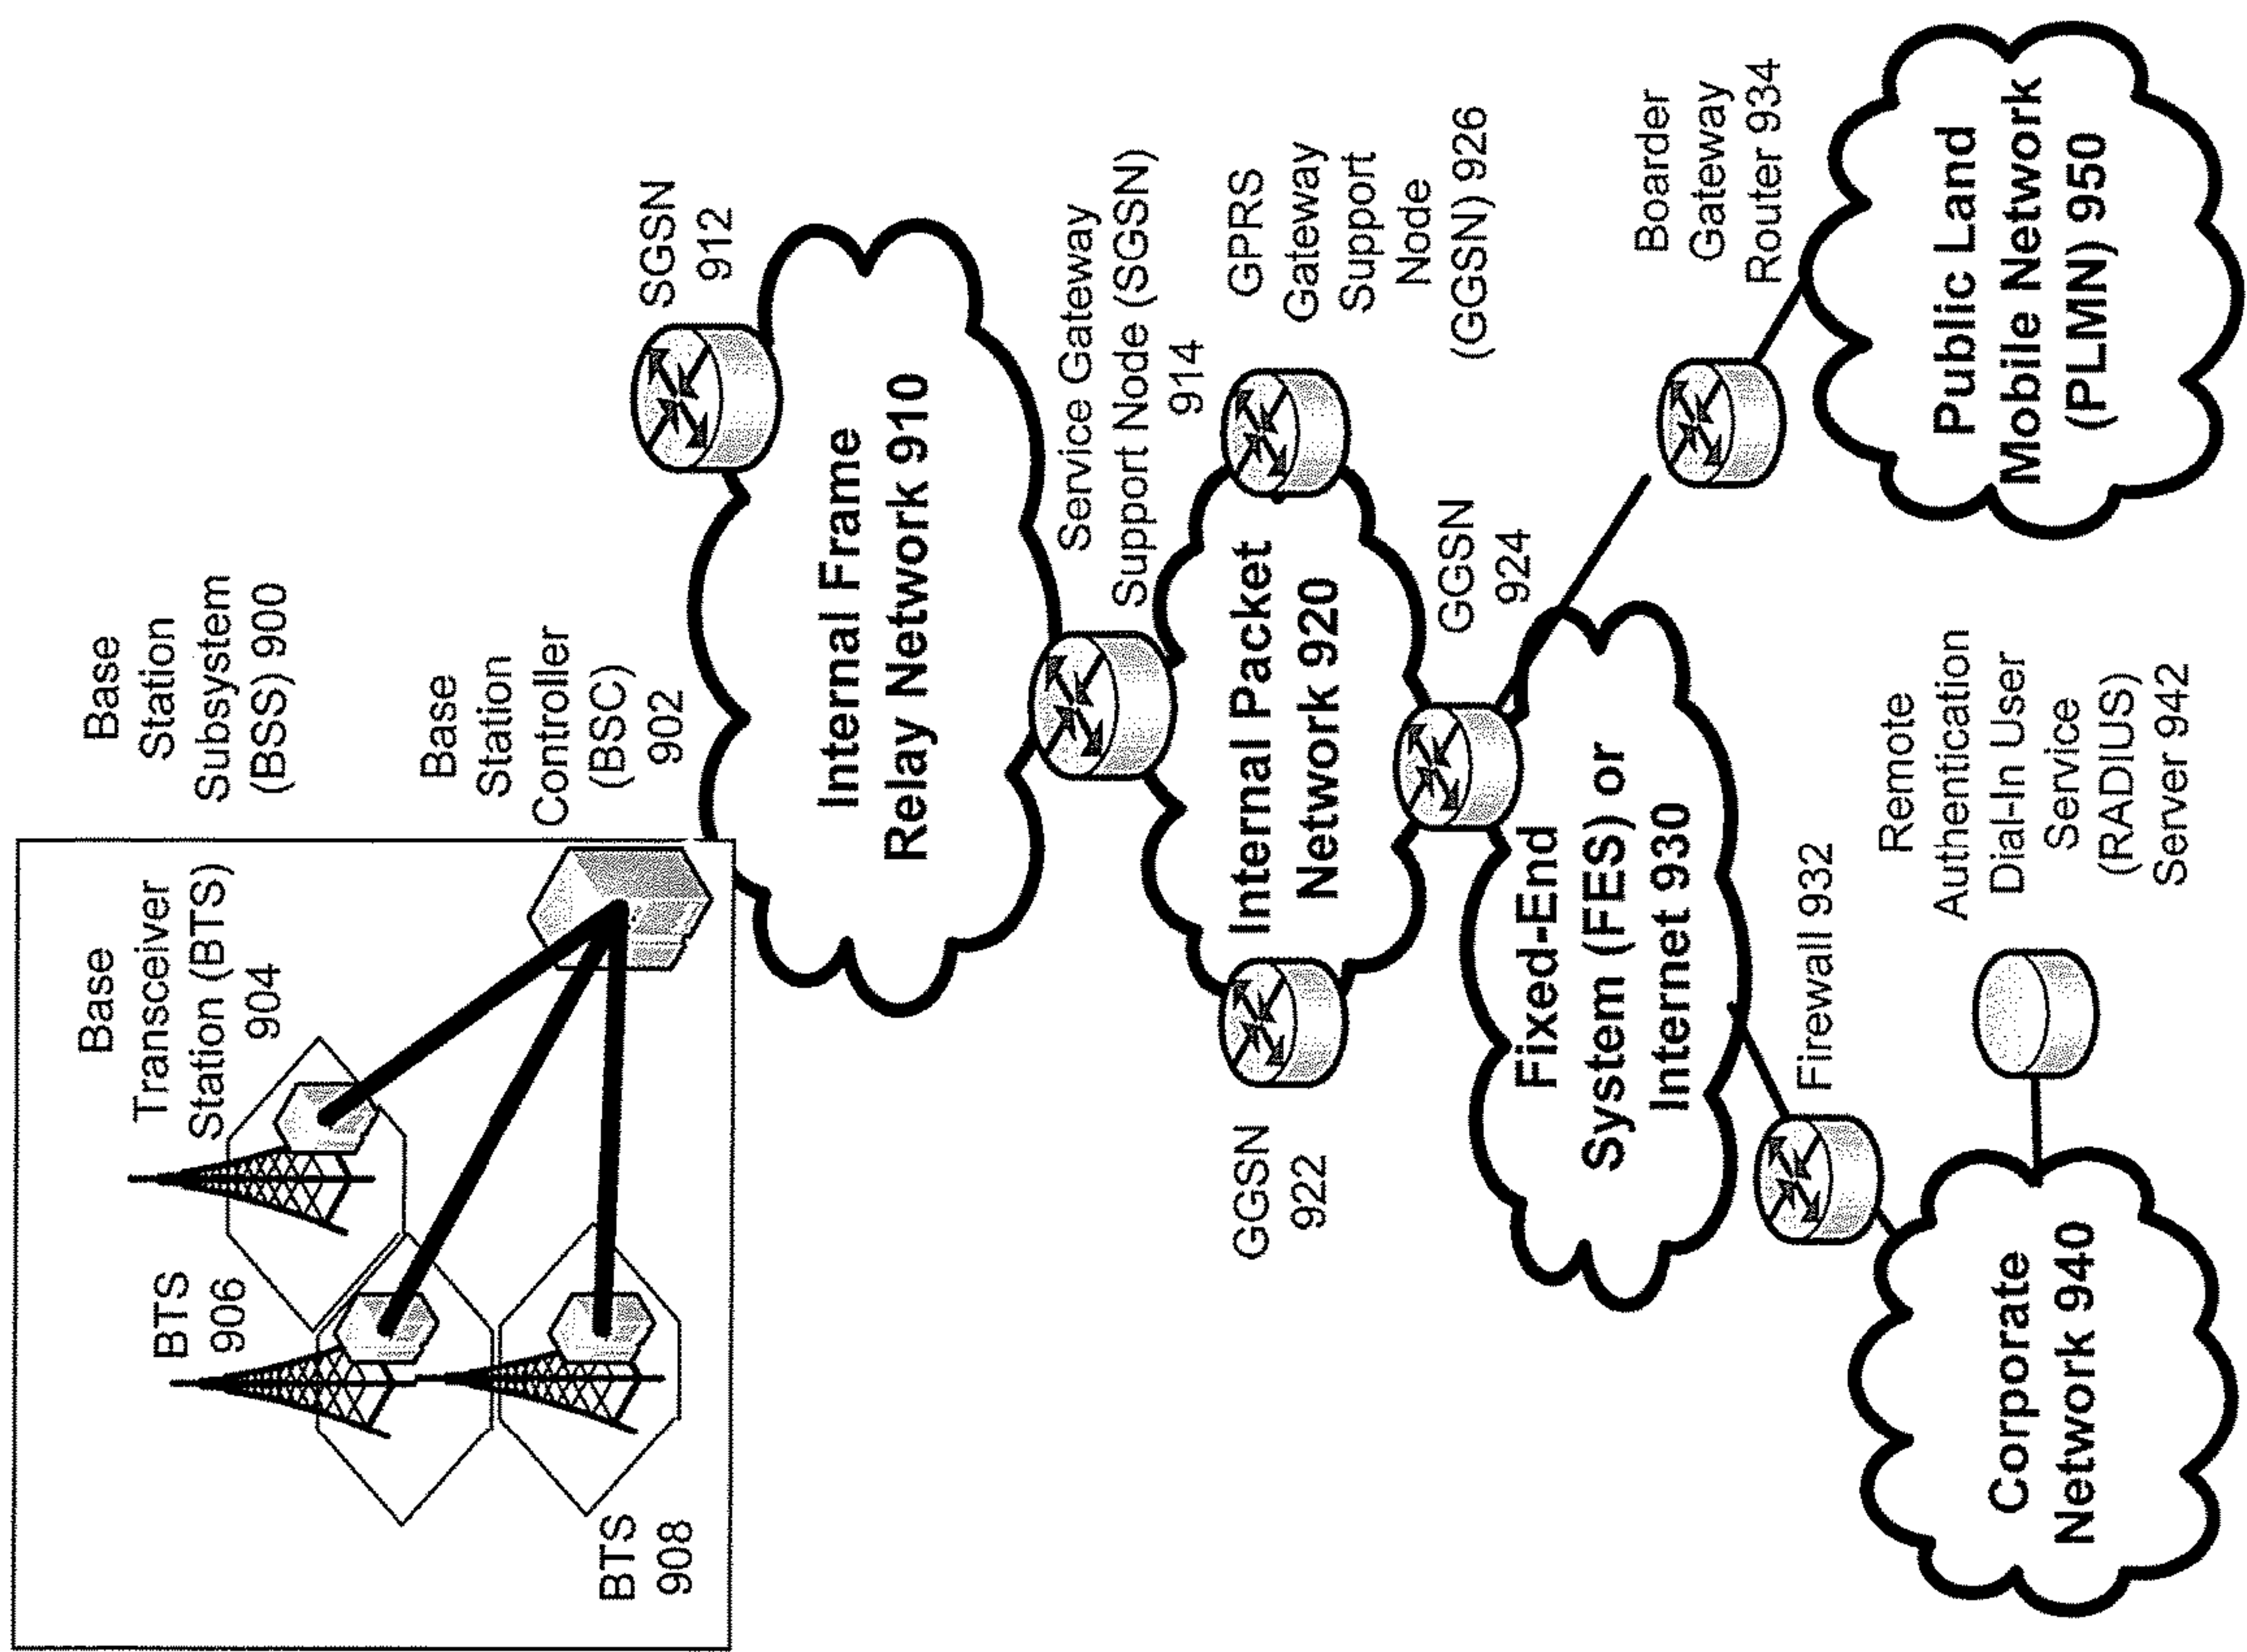 Base
Station
Subsystem
(BSS) 900
Base
Transceiver
Station (BTS)
904
BTS
906
BTS
908
Base
Station
Controller
(BSC)
902
SGSN
912
Internal Frame
Relay Network 910
Service Gateway
Support Node (SGSN)
914
GPRS
Gateway
Support
Node
(GGSN) 926
Internal Packet
Network 920
GGSN
922
GGSN
924
Fixed-End
System (FES) or
Internet 930
Boarder
Gateway
Router 934
Public Land
Mobile Network
(PLMN) 950
Firewall 932
Remote
Authentication
Dial-In User
Service
(RADIUS)
Server 942
Corporate
Network 940